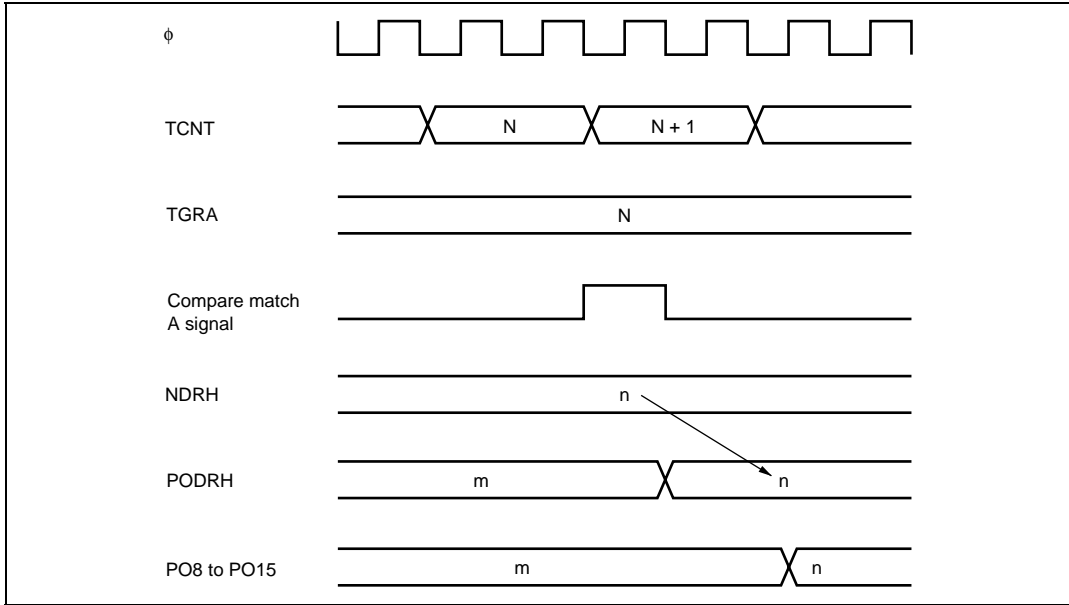 ϕ
TCNT N N + 1
TGRA N
Compare match
A signal
NDRH n
PODRH m n
PO8 to PO15 m n